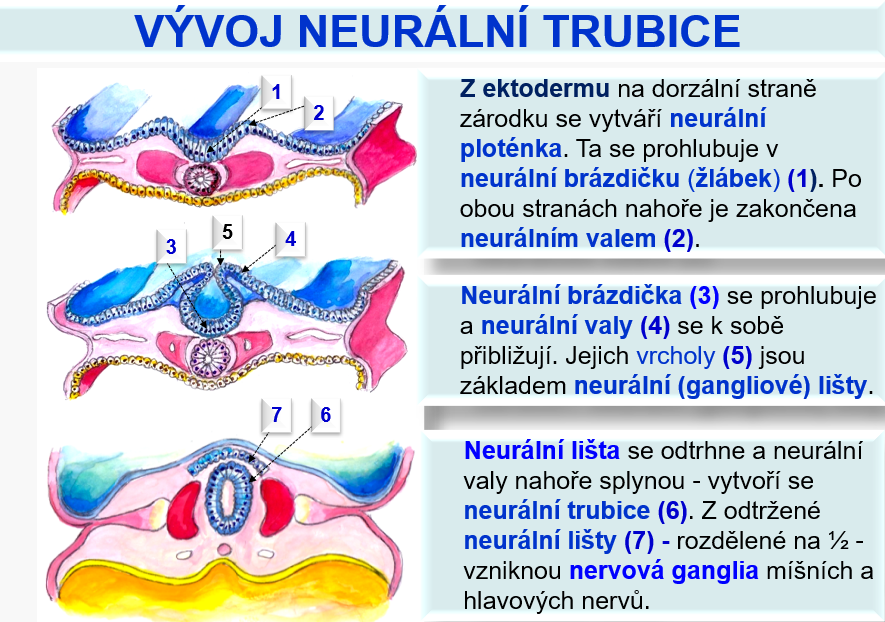 VÝVOJ NEURÁLNÍ TRUBICE
1
2
Z ektodermu na dorzální straně
zárodku se vytváří neurální
ploténka. Ta se prohlubuje v
neurální brázdičku (žlábek) (1). Po
obou stranách nahoře je zakončena
neurálním valem (2).
3
5
4
Neurální brázdička (3) se prohlubuje
a neurální valy (4) se k sobě
přibližují. Jejich vrcholy (5) jsou
základem neurální (gangliové) lišty.
7
6
Neurální lišta se odtrhne a neurální
valy nahoře splynou - vytvoří se
neurální trubice (6). Z odtržené
neurální lišty (7) - rozdělené na ½ -
vzniknou nervová ganglia míšních a
hlavových nervů.